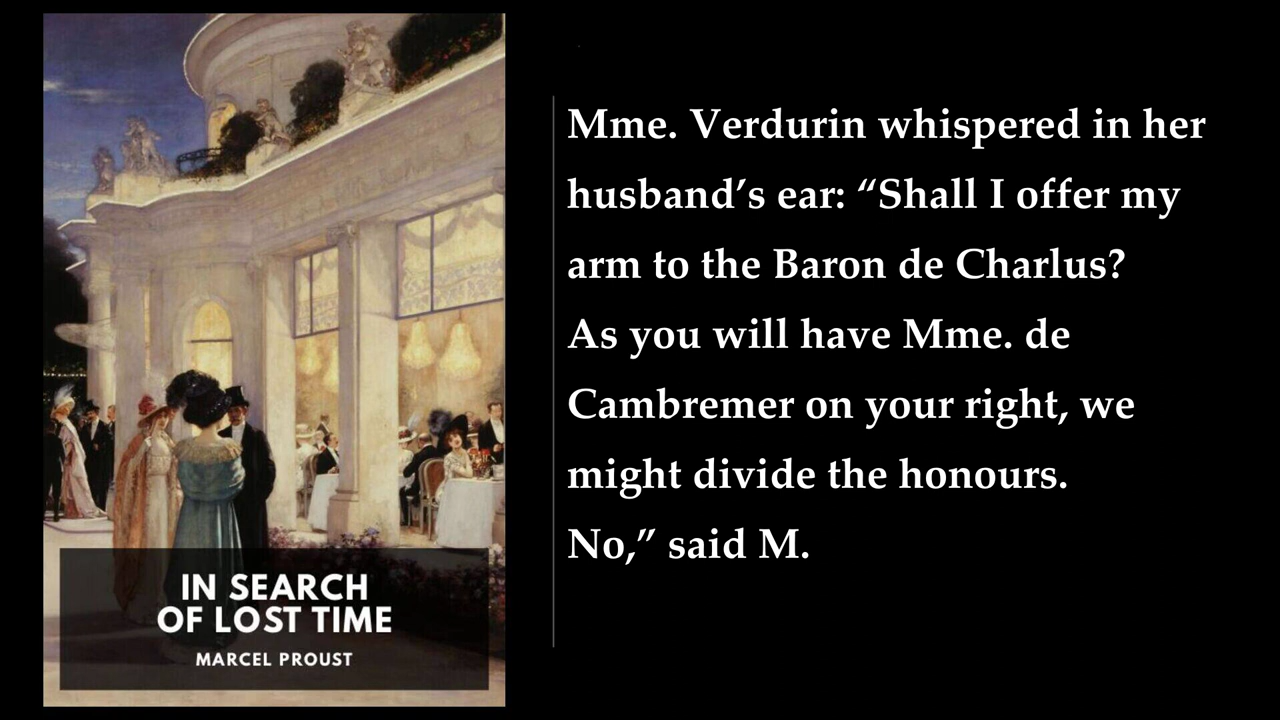 Mme. Verdurin whispered in her
husband’s ear: “Shall I offer my
arm to the Baron de Charlus?
As you will have Mme. de
Cambremer on your right, we
might divide the honours.
No,” said M.
IN SEARCH
OF LOST TIME
MARCEL PROUST